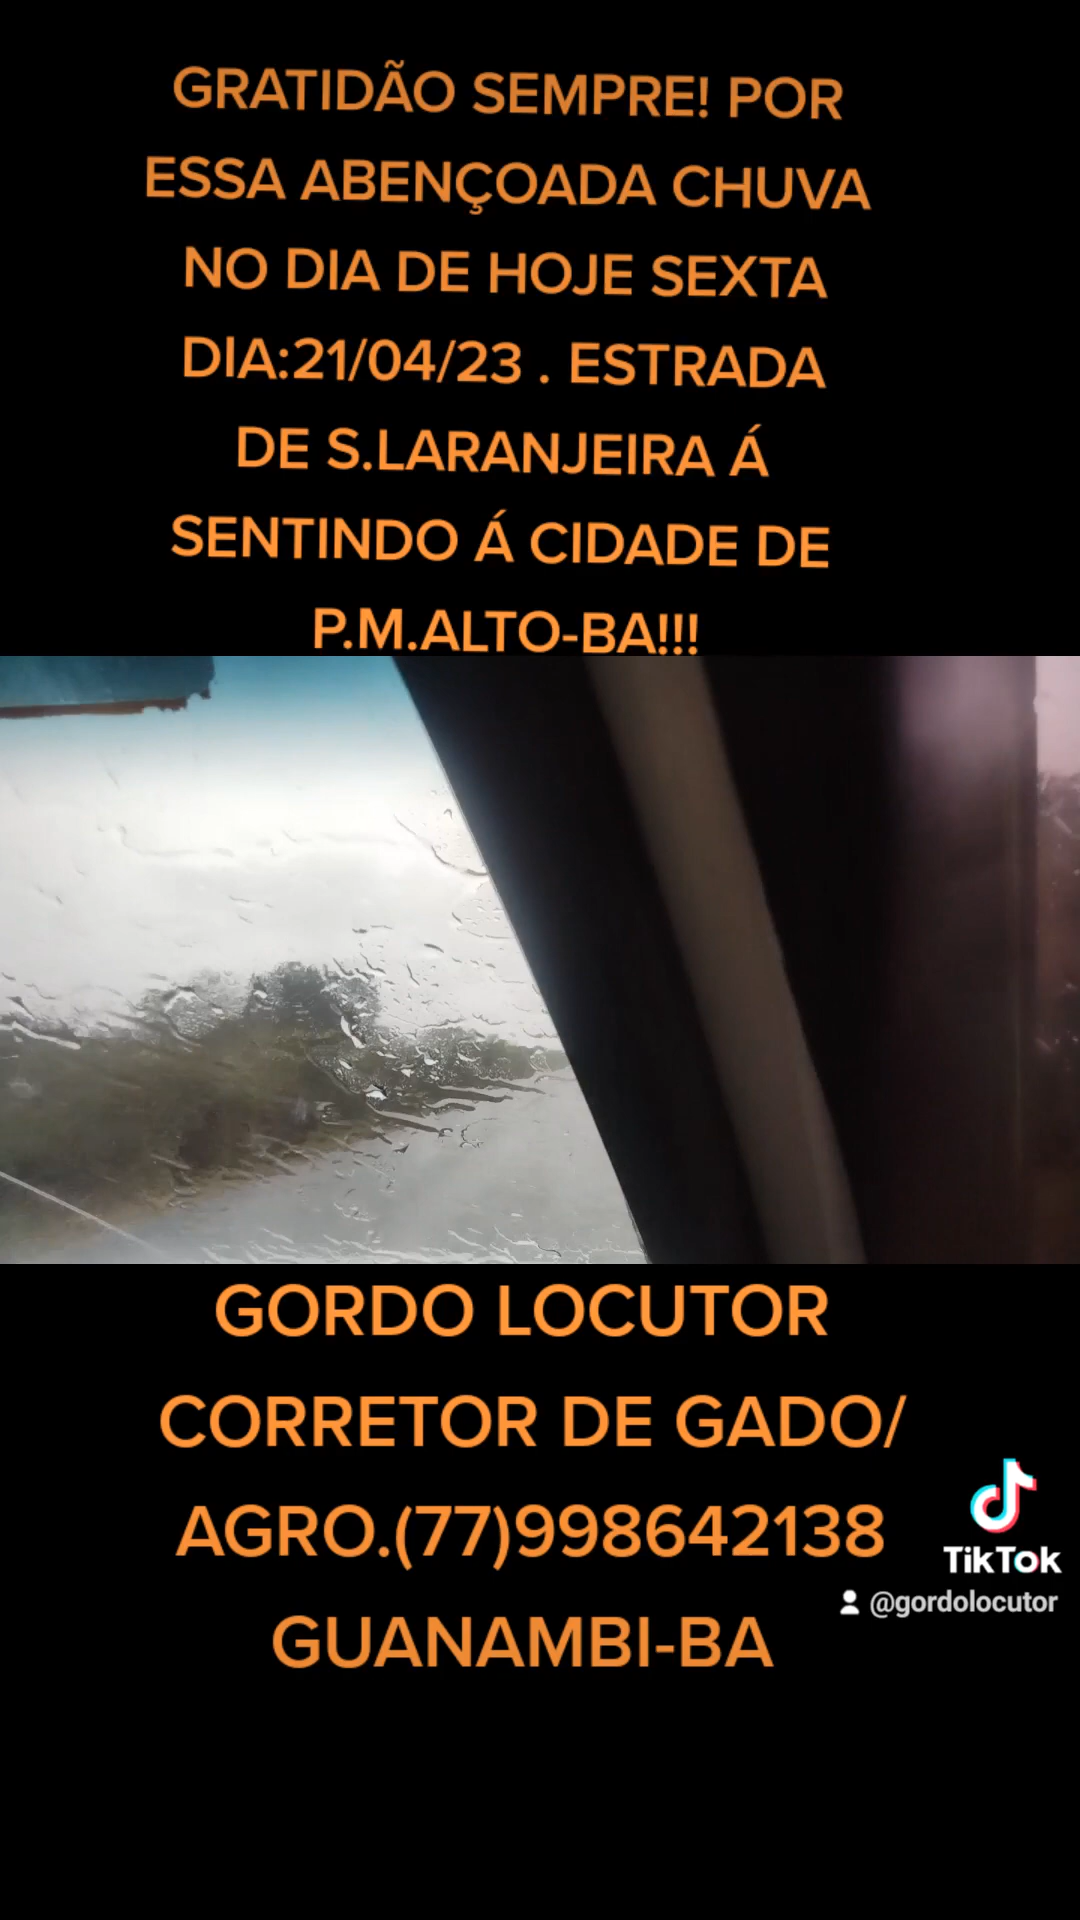 GRATIDÃO SEMPRE! POR
ESSA ABENÇOADA CHUVA
NO DIA DE HOJE SEXTA
DIA:21/04/23 . ESTRADA
DE S.LARANJEIRA Á
SENTINDO Á CIDADE DE
P.M.ALTO-BA!!!
GORDO LOCUTOR
CORRETOR DE GADO/
AGRO.(77)998642138
GUANAMBI-BA
TikTok
@gordolocutor